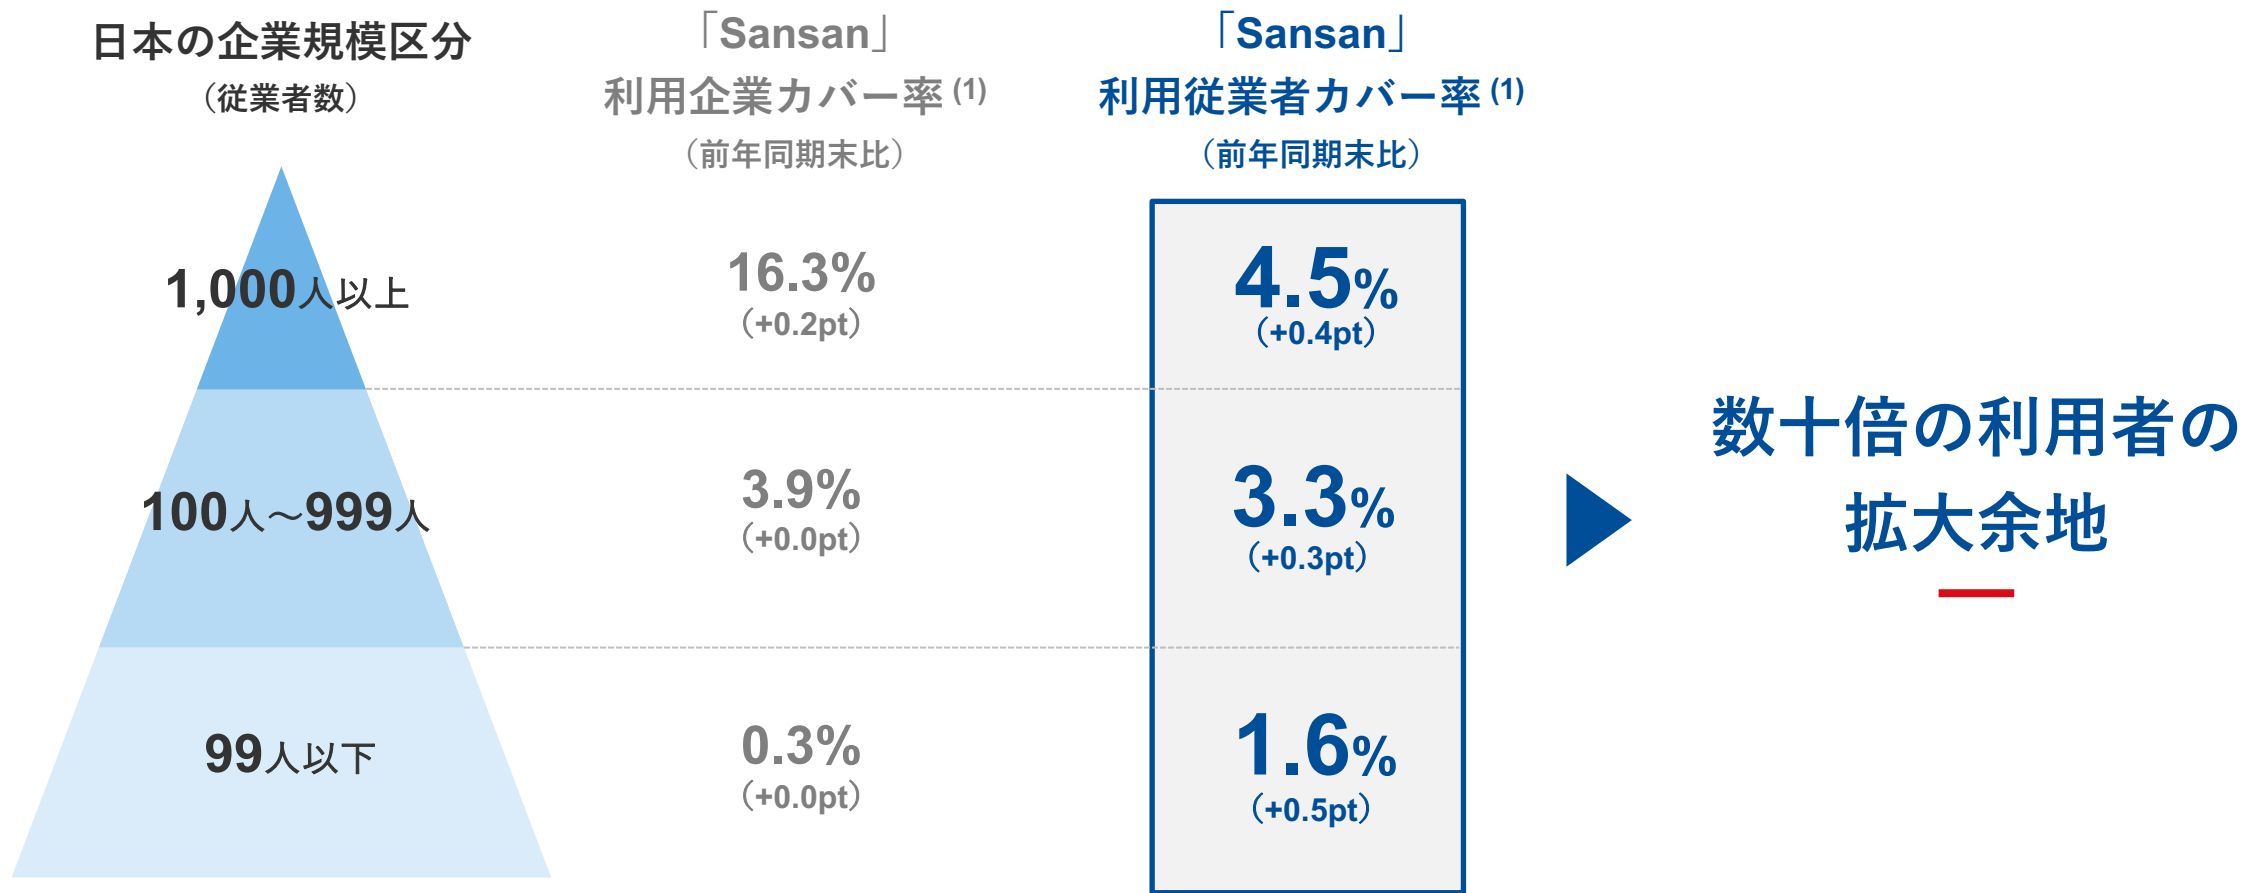 日本の企業規模区分
（従業者数）
「Sansan」
利用企業カバー率 (1)
（前年同期末比）
「Sansan」
利用従業者カバー率 (1)
（前年同期末比）
1,000人以上
16.3%
（+0.2pt）
4.5%
（+0.4pt）
100人～999人
3.9%
（+0.0pt）
3.3%
（+0.3pt）
99人以下
0.3%
（+0.0pt）
1.6%
（+0.5pt）
数十倍の利用者の
拡大余地